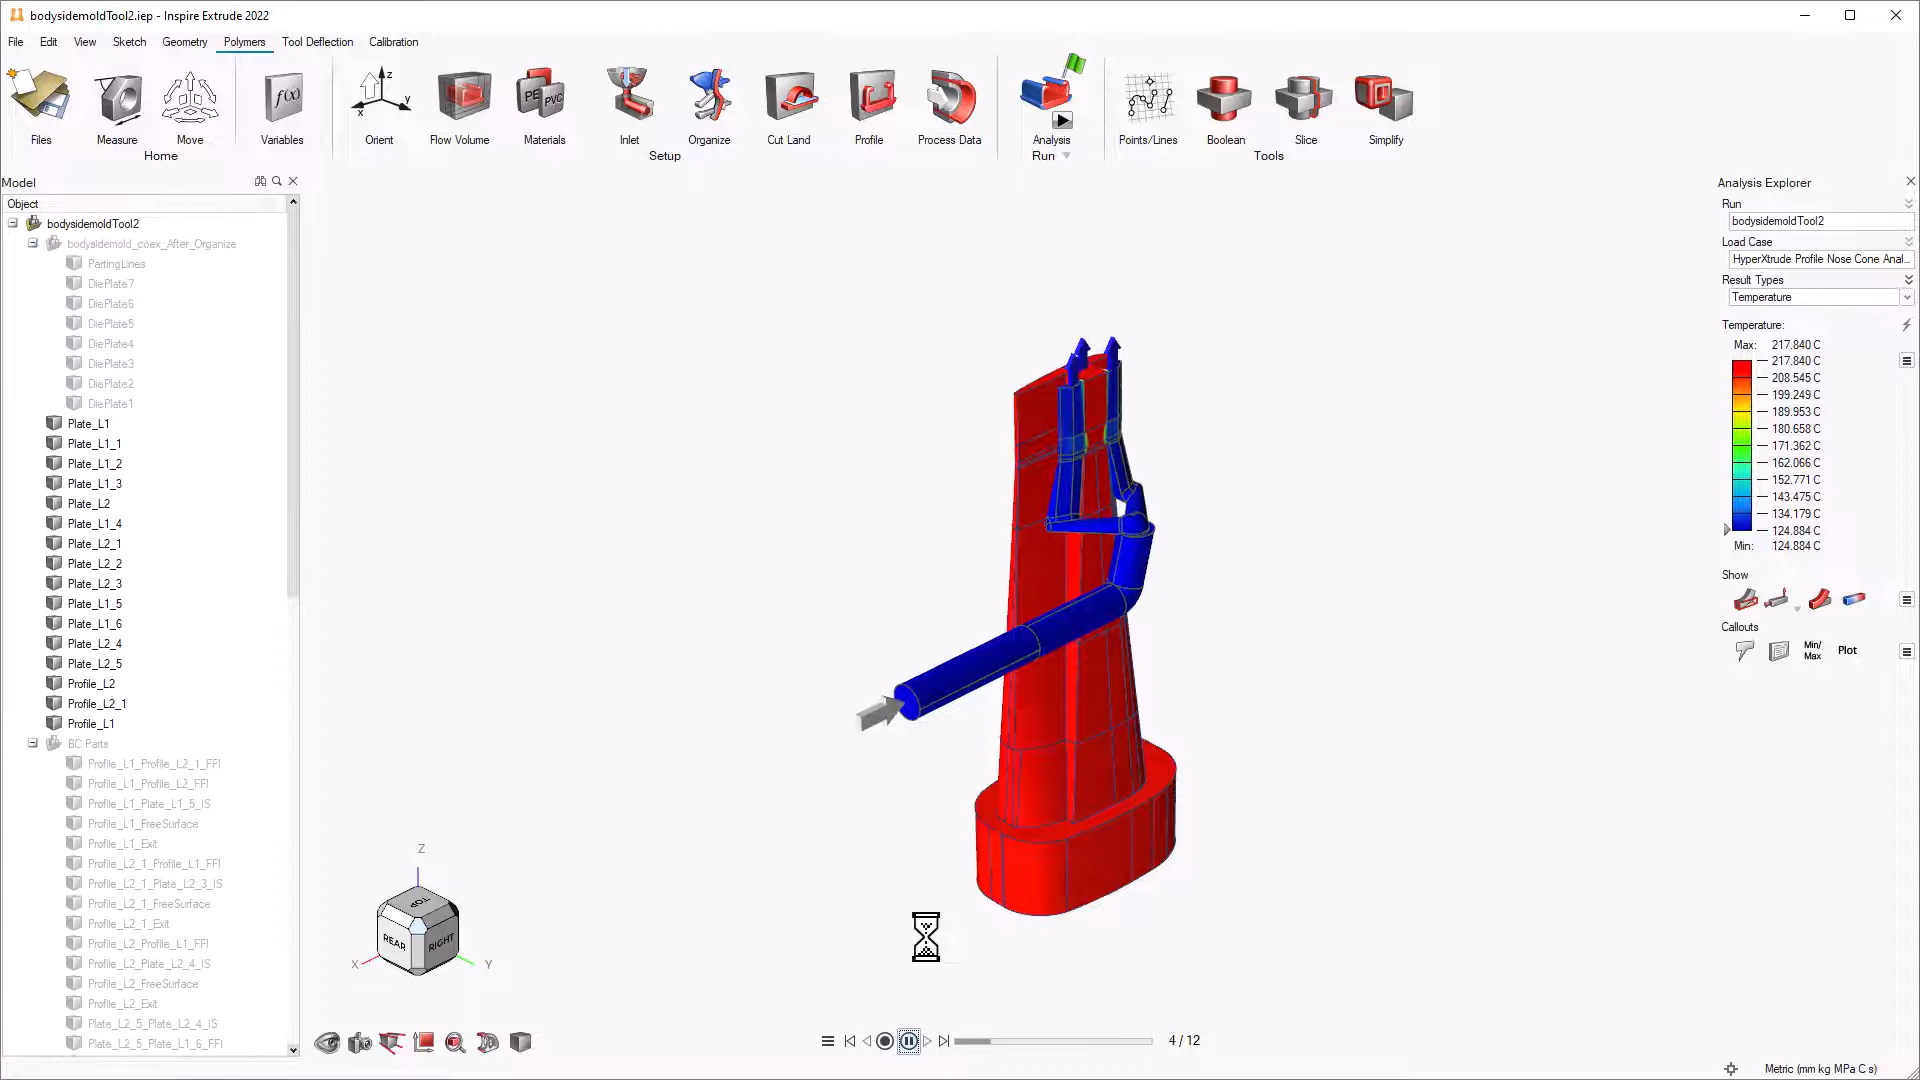 bodysidemoldTool2.iep - Inspire Extrude 2022
File Edit View Sketch Geometry Polymers Tool Deflection Calibration
Files Measure Move Variables Orient Flow Volume Materials Inlet Organize Cut Land Profile Process Data Analysis Points/Lines Boolean Slice Simplify
Home Setup Run Tools
Model
Object
bodysidemoldTool2
bodysidemold_coex_After_Organize
PartingLines
DiePlate7
DiePlate6
DiePlate5
DiePlate4
DiePlate3
DiePlate2
DiePlate1
Plate_L1
Plate_L1_1
Plate_L1_2
Plate_L1_3
Plate_L2
Plate_L1_4
Plate_L2_1
Plate_L2_2
Plate_L2_3
Plate_L1_5
Plate_L1_6
Plate_L2_4
Plate_L2_5
Profile_L2
Profile_L2_1
Profile_L1
BC Parts
Profile_L1_Profile_L2_1_FFI
Profile_L1_Profile_L2_FFI
Profile_L1_Plate_L1_5_IS
Profile_L1_FreeSurface
Profile_L1_Exit
Profile_L2_1_Profile_L1_FFI
Profile_L2_1_Plate_L2_3_IS
Profile_L2_1_FreeSurface
Profile_L2_1_Exit
Profile_L2_Profile_L1_FFI
Profile_L2_Plate_L2_4_IS
Profile_L2_FreeSurface
Profile_L2_Exit
Plate_L2_5_Plate_L2_4_IS
Plate_L2_5_Plate_L1_6_FFI
z
y
x
f(x)
PE
PVC
Z
TOP
REAR
RIGHT
X
Y
4 / 12
Analysis Explorer
Run
bodysidemoldTool2
Load Case
HyperXtrude Profile Nose Cone Anal...
Result Types
Temperature
Temperature:
Max: 217.840 C
217.840 C
208.545 C
199.249 C
189.953 C
180.658 C
171.362 C
162.066 C
152.771 C
143.475 C
134.179 C
124.884 C
Min: 124.884 C
Show
Callouts
Min/
Max
Plot
Metric (mm kg MPa C s)